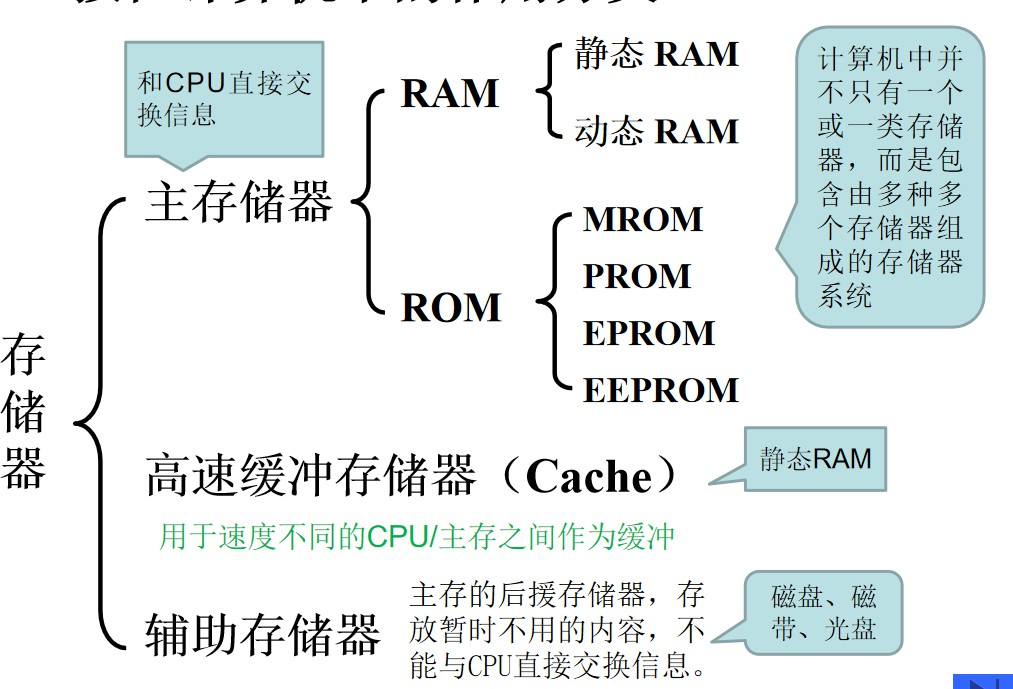 和CPU直接交
换信息
RAM
静态 RAM
动态 RAM
计算机中并
不只有一个
或一类存储
器，而是包
含由多种多
个存储器组
成的存储器
系统
主存储器
MROM
PROM
ROM
EPROM
EEPROM
存
储
器
高速缓冲存储器（Cache）
静态RAM
用于速度不同的CPU/主存之间作为缓冲
辅助存储器
主存的后援存储器，存
放暂时不用的内容，不
能与CPU直接交换信息。
磁盘、磁
带、光盘